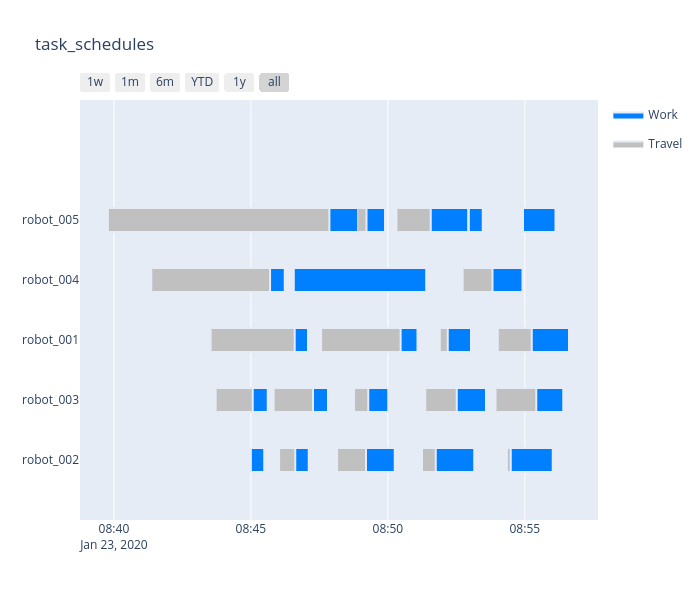 task_schedules
1w 1m 6m YTD 1y all
Work
Travel
robot_005
robot_004
robot_001
robot_003
robot_002
08:40 08:45 08:50 08:55
Jan 23, 2020